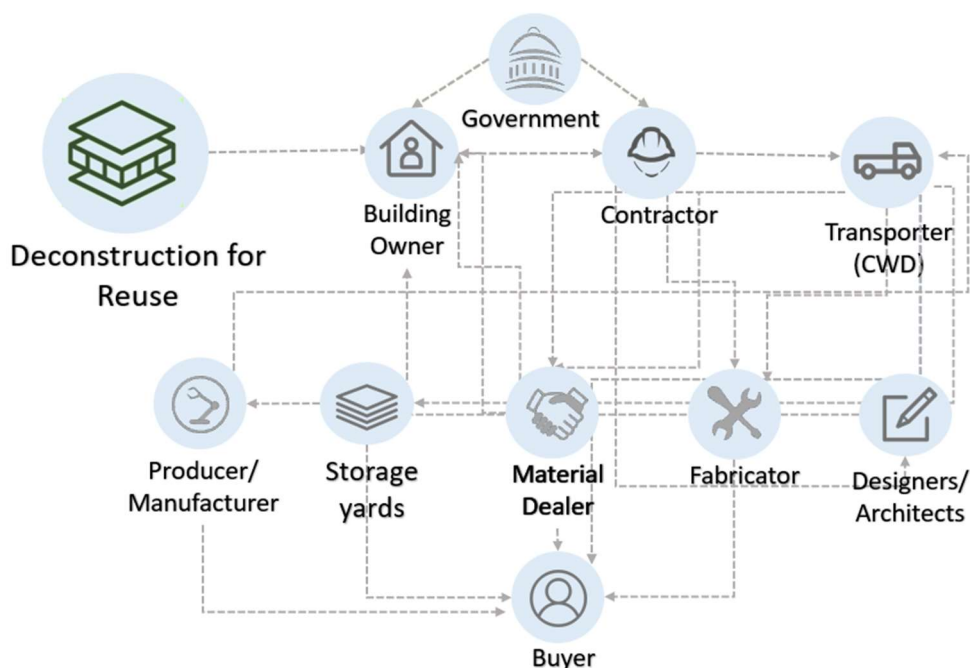 Government
Building
Owner
Contractor
Transporter
(CWD)
Deconstruction for
Reuse
Producer/
Manufacturer
Storage
yards
Material
Dealer
Fabricator
Designers/
Architects
Buyer